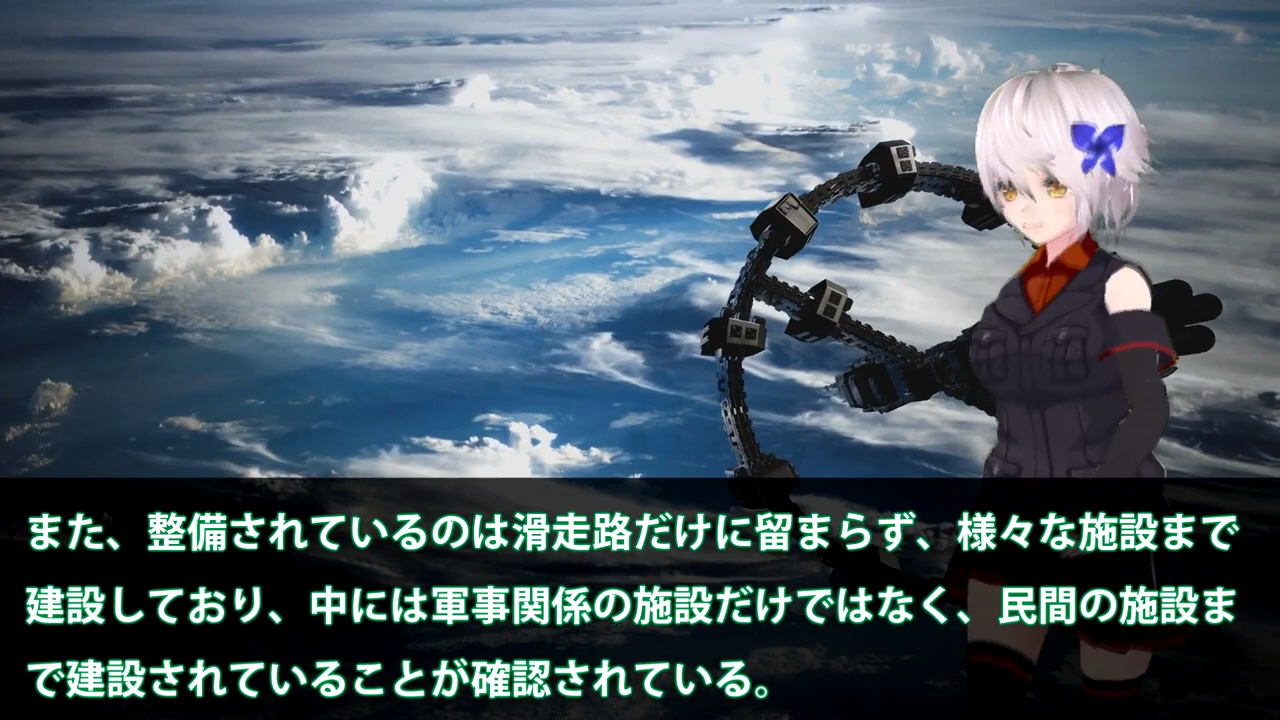 また、整備されているのは滑走路だけに留まらず、様々な施設まで
建設しており、中には軍事関係の施設だけではなく、民間の施設ま
で建設されていることが確認されている。